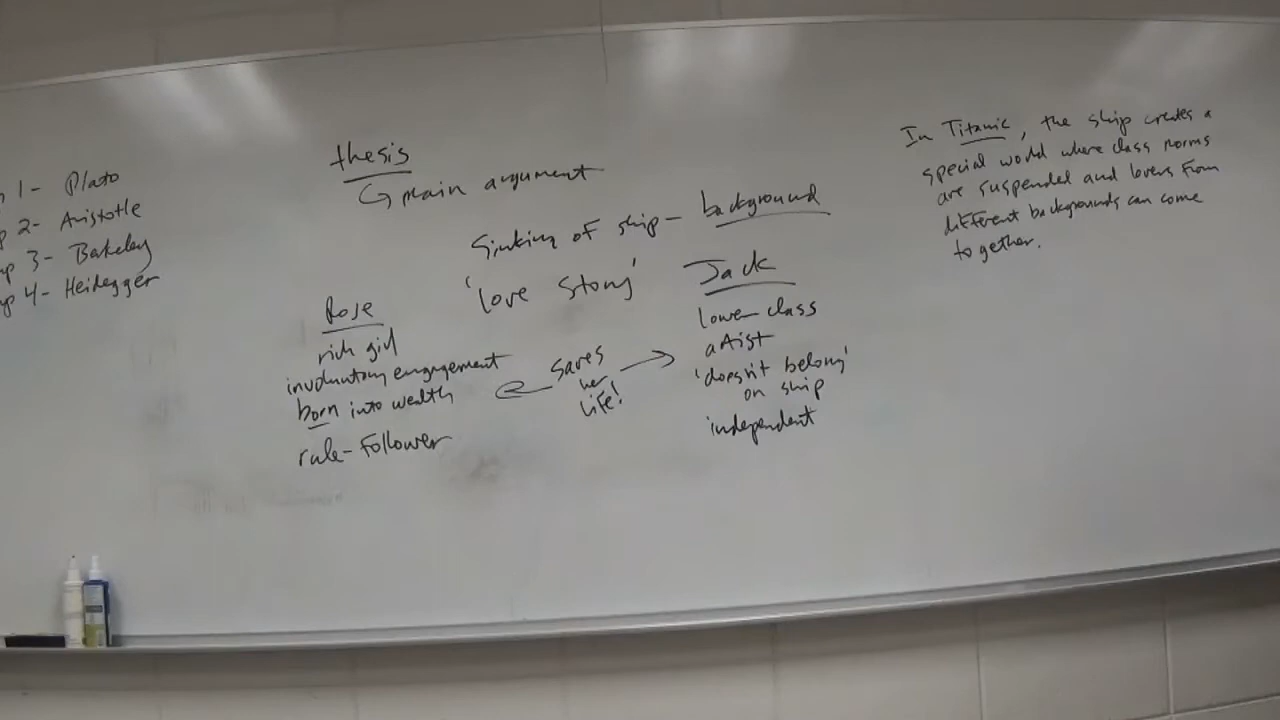 1- Plato
p 2- Aristotle
up 3- Barkeley
up 4- Heidegger
thesis
↳ main argument
Sinking of ship- background
'love story'
Rose
rich girl
involuntary engagement
born into wealth
rule-follower
saves
her
life!
Jack
lower class
artist
'doesn't belong'
on ship
independent
In Titanic, the ship creates a
special world where class norms
are suspended and lovers from
different backgrounds can come
together.